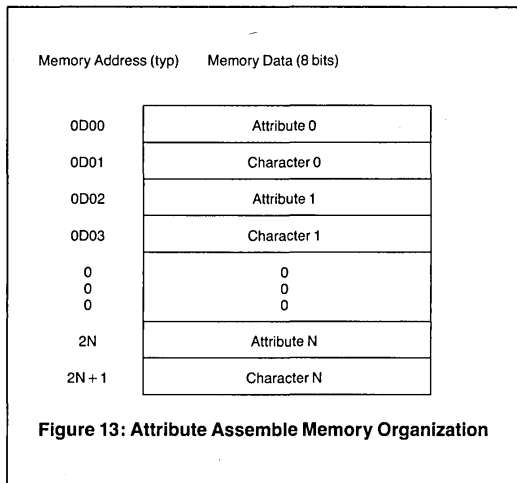 Memory Address (typ) Memory Data (8 bits)
0D00 Attribute 0
0D01 Character 0
0D02 Attribute 1
0D03 Character 1
0 0
0 0
0 0
2N Attribute N
2N + 1 Character N
Figure 13: Attribute Assemble Memory Organization